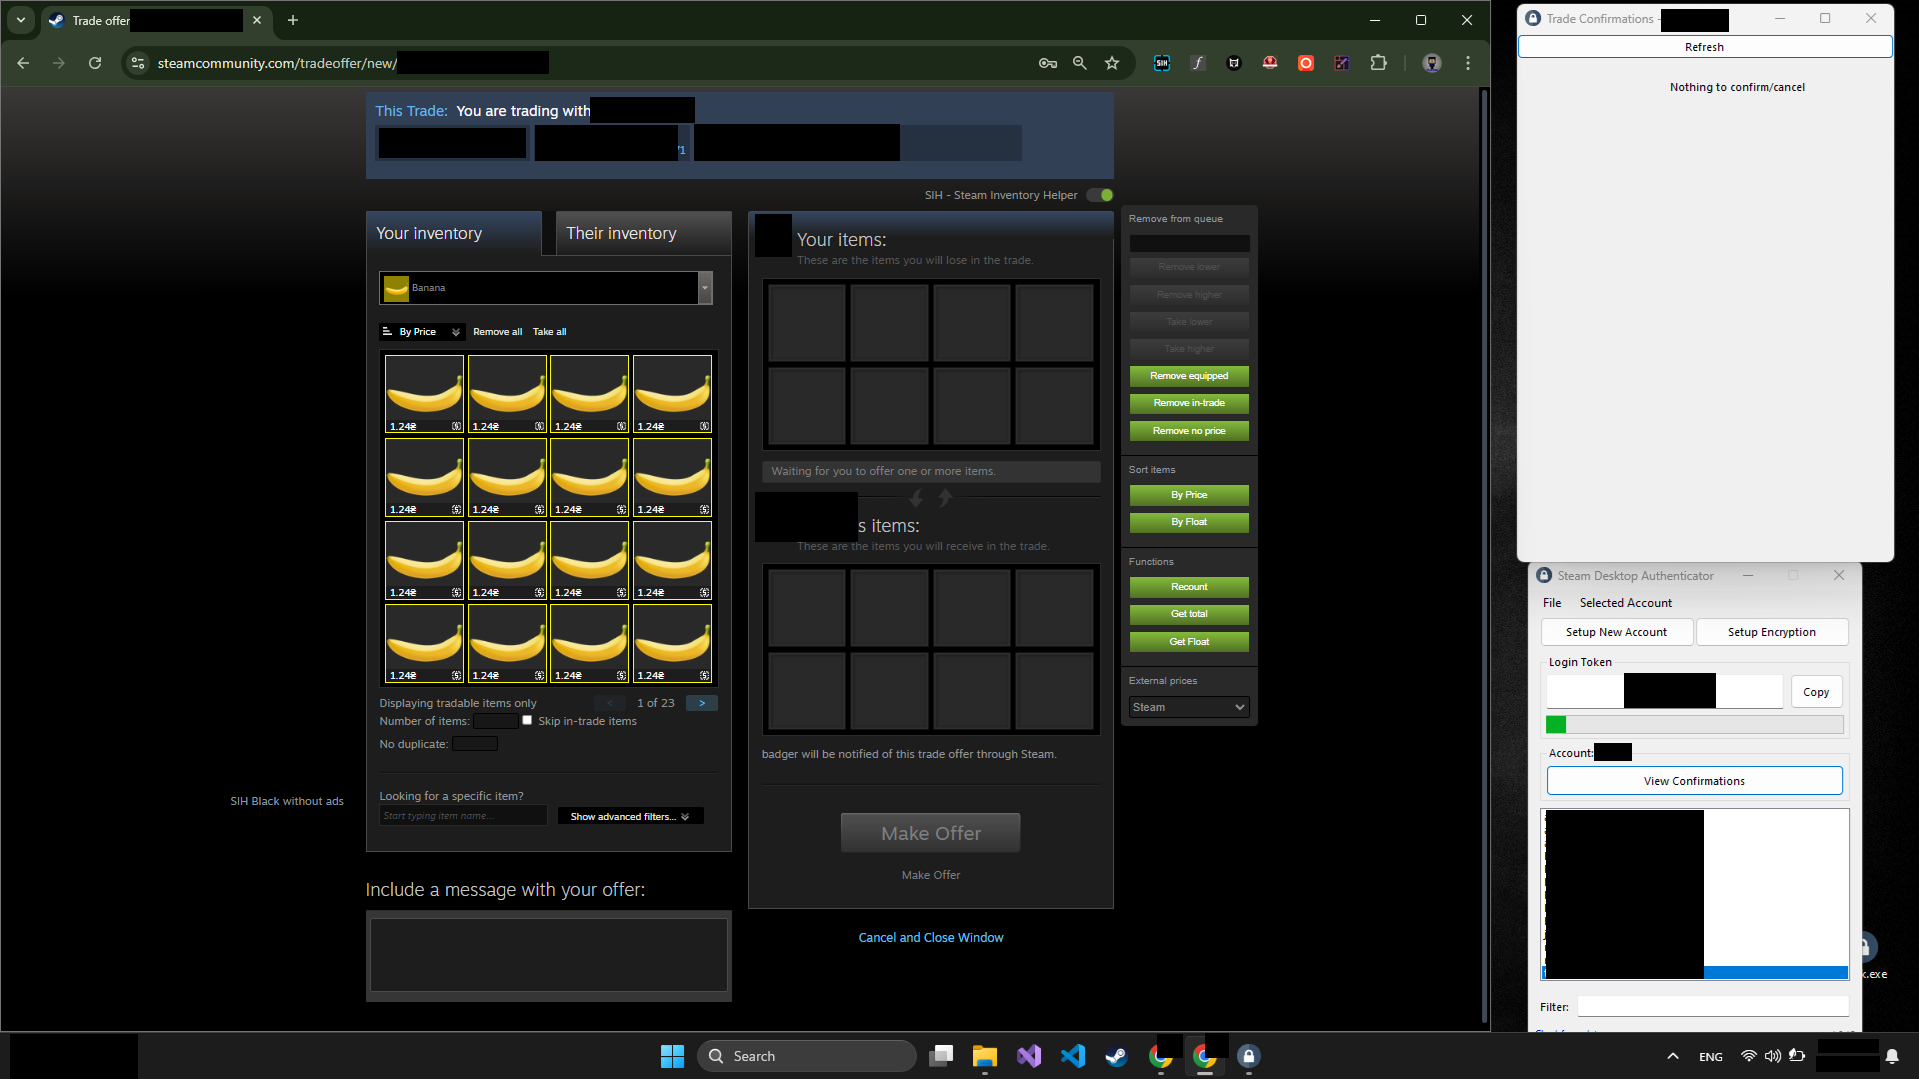 Trade offer
steamcommunity.com/tradeoffer/new/
This Trade: You are trading with
/1
SIH - Steam Inventory Helper
Your inventory
Their inventory
Banana
By Price
Remove all
Take all
1.24₴ 1.24₴ 1.24₴ 1.24₴
1.24₴ 1.24₴ 1.24₴ 1.24₴
1.24₴ 1.24₴ 1.24₴ 1.24₴
1.24₴ 1.24₴ 1.24₴ 1.24₴
Displaying tradable items only
< 1 of 23 >
Number of items:
Skip in-trade items
No duplicate:
SIH Black without ads
Looking for a specific item?
Start typing item name...
Show advanced filters...
Include a message with your offer:
Your items:
These are the items you will lose in the trade.
Waiting for you to offer one or more items.
s items:
These are the items you will receive in the trade.
badger will be notified of this trade offer through Steam.
Make Offer
Make Offer
Cancel and Close Window
Remove from queue
Remove lower
Remove higher
Take lower
Take higher
Remove equipped
Remove in-trade
Remove no price
Sort items
By Price
By Float
Functions
Recount
Get total
Get Float
External prices
Steam
Trade Confirmations -
Refresh
Nothing to confirm/cancel
Steam Desktop Authenticator
File
Selected Account
Setup New Account
Setup Encryption
Login Token
Copy
Account:
View Confirmations
Filter:
k.exe
Search
ENG
SIH